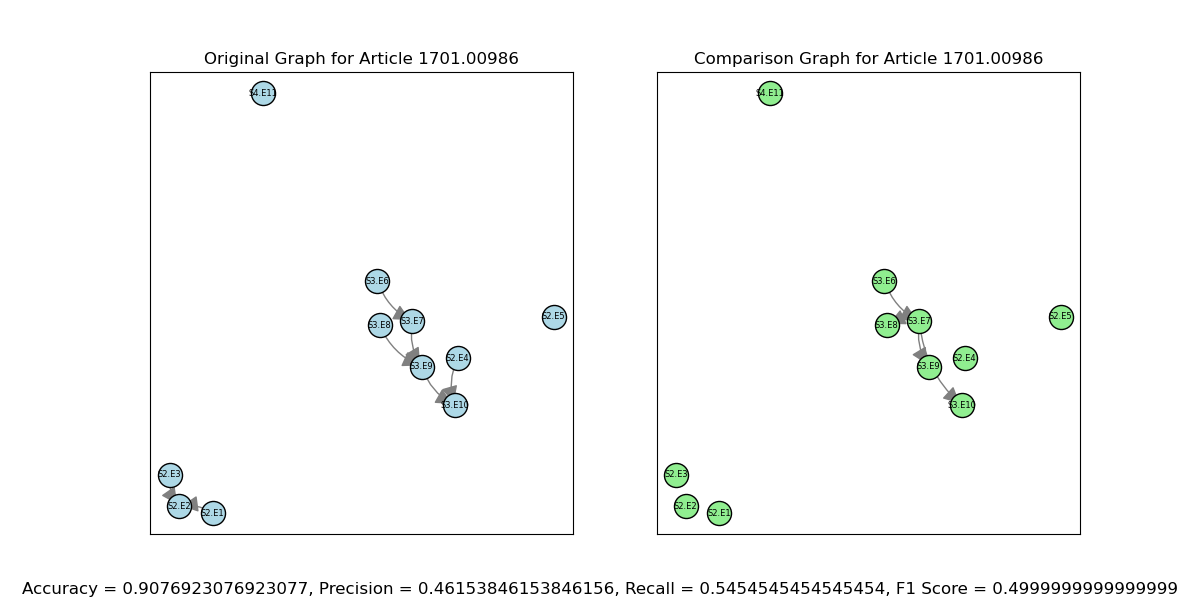 Original Graph for Article 1701.00986
S4.E11
S3.E6
S3.E8
S3.E7
S2.E5
S3.E9
S2.E4
S3.E10
S2.E3
S2.E2
S2.E1
Comparison Graph for Article 1701.00986
S4.E11
S3.E6
S3.E8
S3.E7
S2.E5
S3.E9
S2.E4
S3.E10
S2.E3
S2.E2
S2.E1
Accuracy = 0.9076923076923077, Precision = 0.46153846153846156, Recall = 0.5454545454545454, F1 Score = 0.4999999999999999